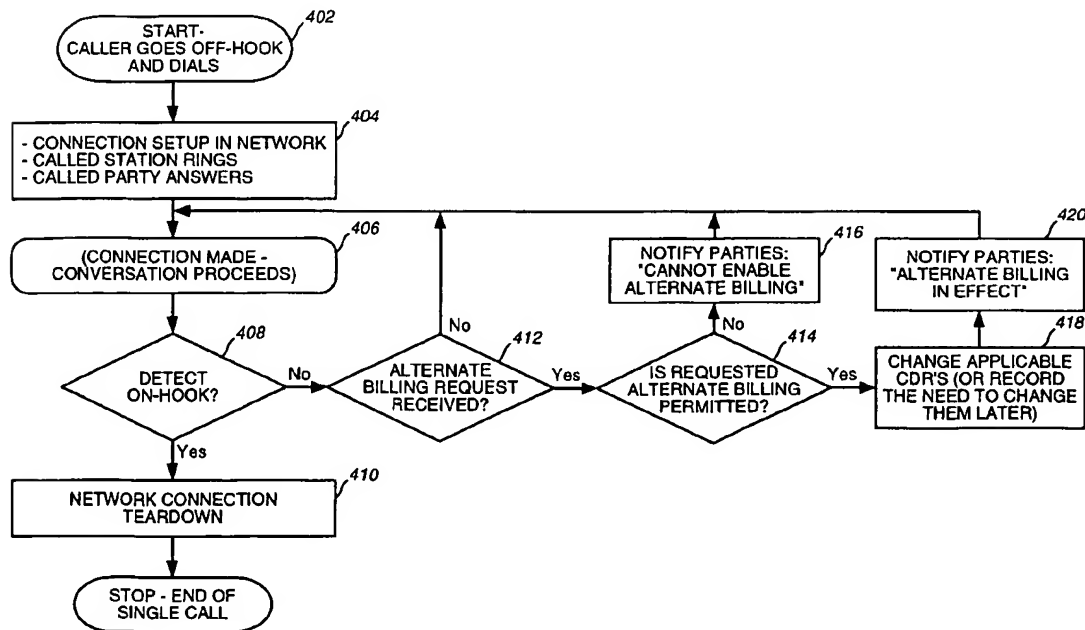 402
START-
CALLER GOES OFF-HOOK
AND DIALS
404
- CONNECTION SETUP IN NETWORK
- CALLED STATION RINGS
- CALLED PARTY ANSWERS
406
(CONNECTION MADE -
CONVERSATION PROCEEDS)
416
NOTIFY PARTIES:
"CANNOT ENABLE
ALTERNATE BILLING"
420
NOTIFY PARTIES:
"ALTERNATE BILLING
IN EFFECT"
408
DETECT
ON-HOOK?
No
Yes
412
ALTERNATE
BILLING REQUEST
RECEIVED?
No
Yes
414
IS REQUESTED
ALTERNATE BILLING
PERMITTED?
No
Yes
418
CHANGE APPLICABLE
CDR'S (OR RECORD
THE NEED TO CHANGE
THEM LATER)
410
NETWORK CONNECTION
TEARDOWN
STOP - END OF
SINGLE CALL